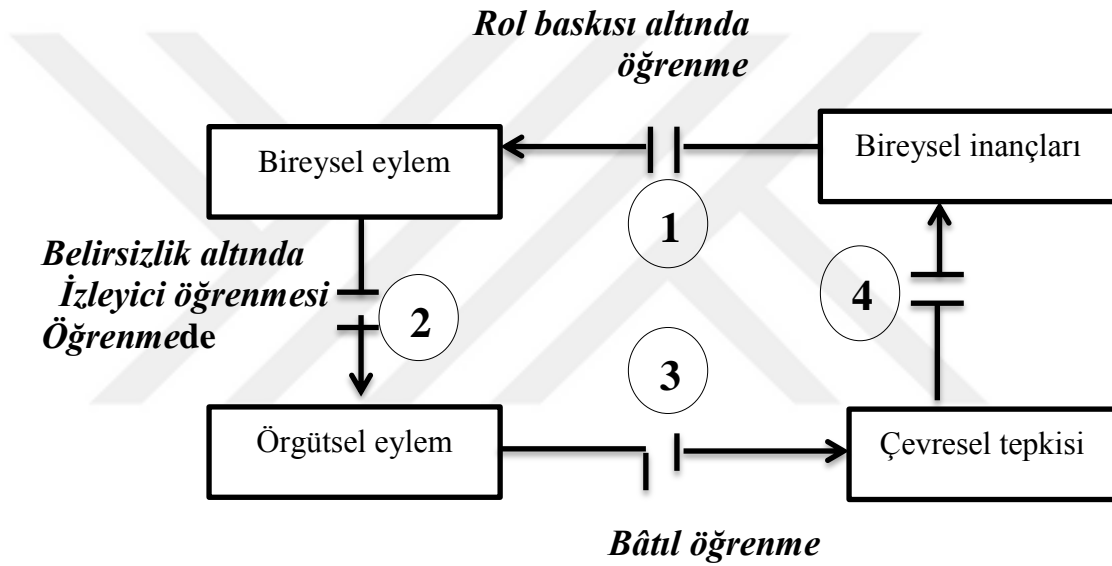 Rol baskısı altında
öğrenme
Bireysel eylem
Bireysel inançları
1
Belirsizlik altında
İzleyici öğrenmesi
Öğrenmede
2
4
3
Örgütsel eylem
Çevresel tepkisi
Bâtıl öğrenme